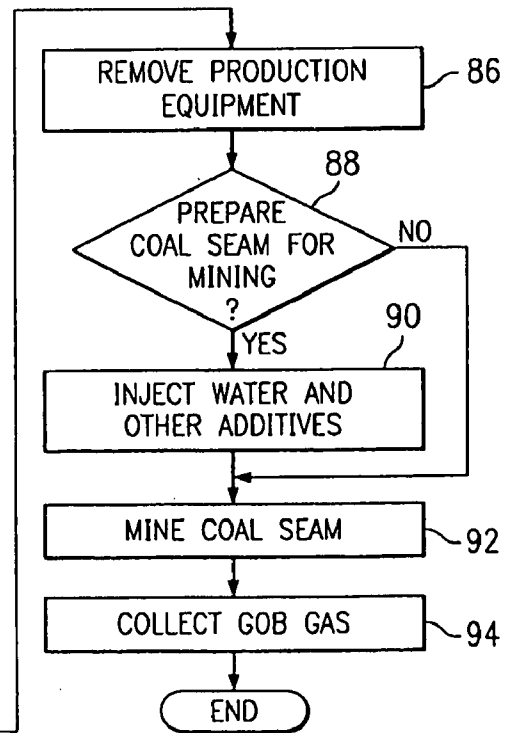 REMOVE PRODUCTION
EQUIPMENT
86
88
PREPARE
COAL SEAM FOR
MINING
?
NO
YES
90
INJECT WATER AND
OTHER ADDITIVES
MINE COAL SEAM
92
COLLECT GOB GAS
94
END